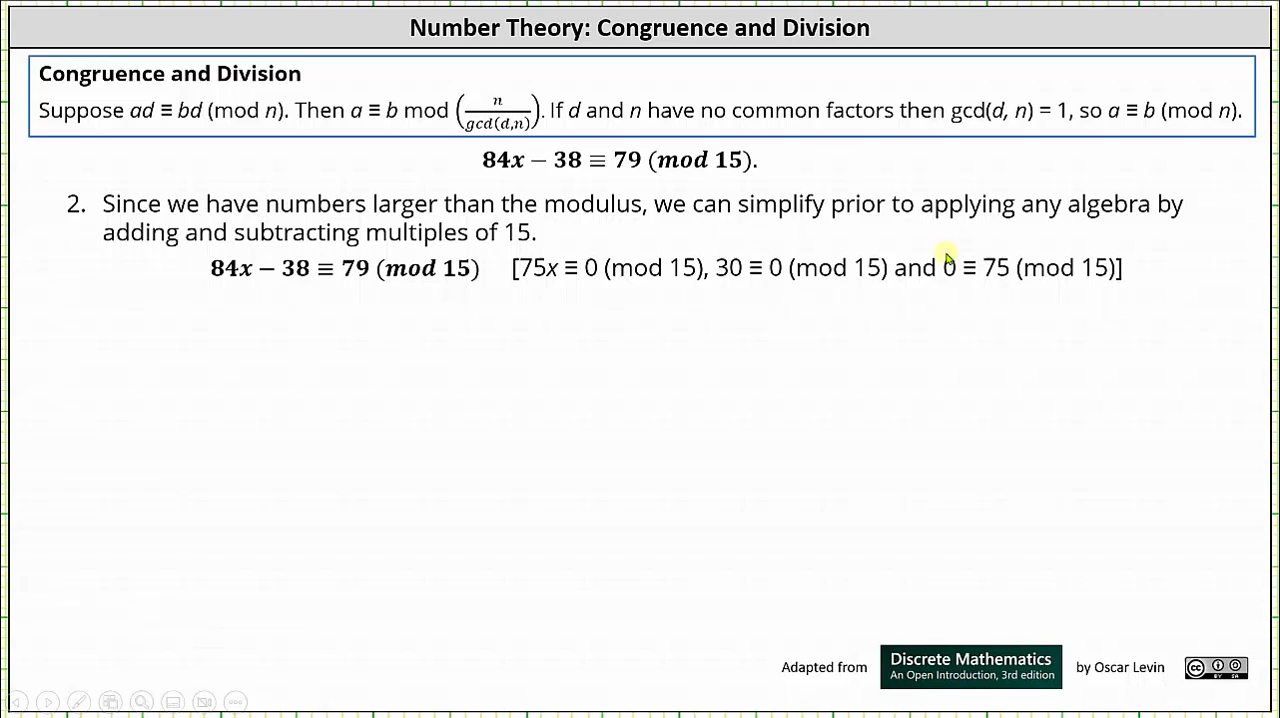 Number Theory: Congruence and Division
Congruence and Division
Suppose ad ≡ bd (mod n). Then a ≡ b mod (n/gcd(d,n)). If d and n have no common factors then gcd(d, n) = 1, so a ≡ b (mod n).
84x − 38 ≡ 79 (mod 15).
2. Since we have numbers larger than the modulus, we can simplify prior to applying any algebra by
adding and subtracting multiples of 15.
84x − 38 ≡ 79 (mod 15) [75x ≡ 0 (mod 15), 30 ≡ 0 (mod 15) and 0 ≡ 75 (mod 15)]
Adapted from
Discrete Mathematics
An Open Introduction, 3rd edition
by Oscar Levin
CC BY SA